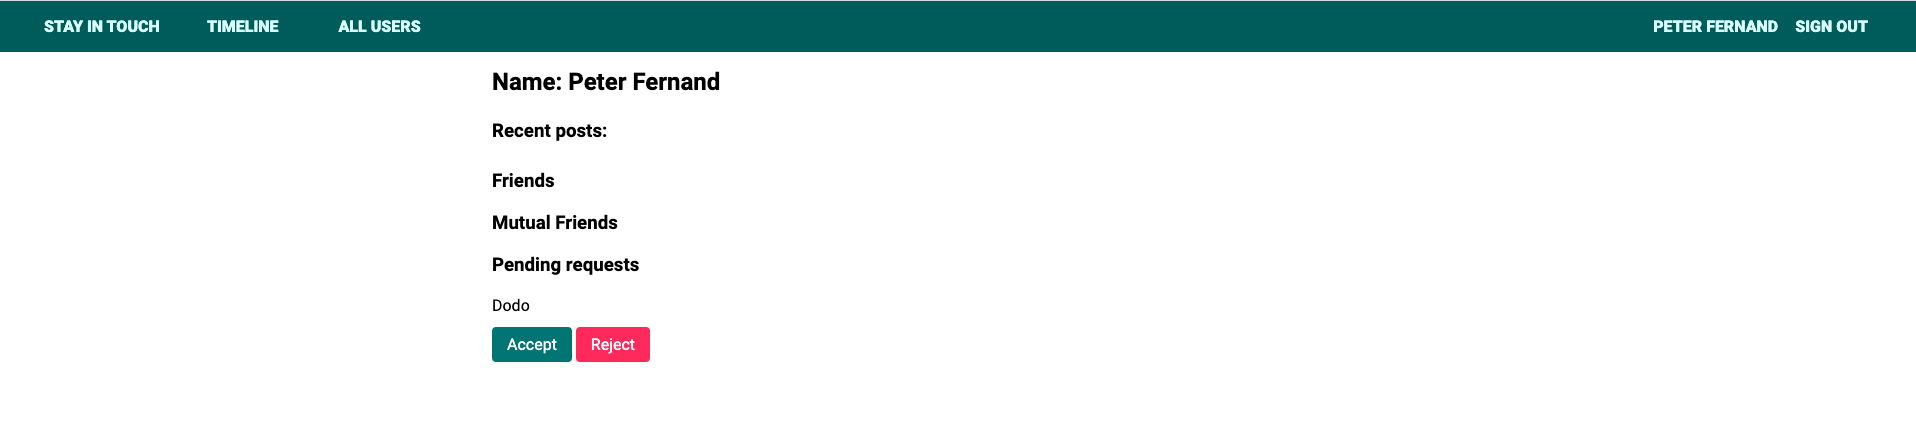 STAY IN TOUCH TIMELINE ALL USERS PETER FERNAND SIGN OUT
Name: Peter Fernand
Recent posts:
Friends
Mutual Friends
Pending requests
Dodo
Accept Reject